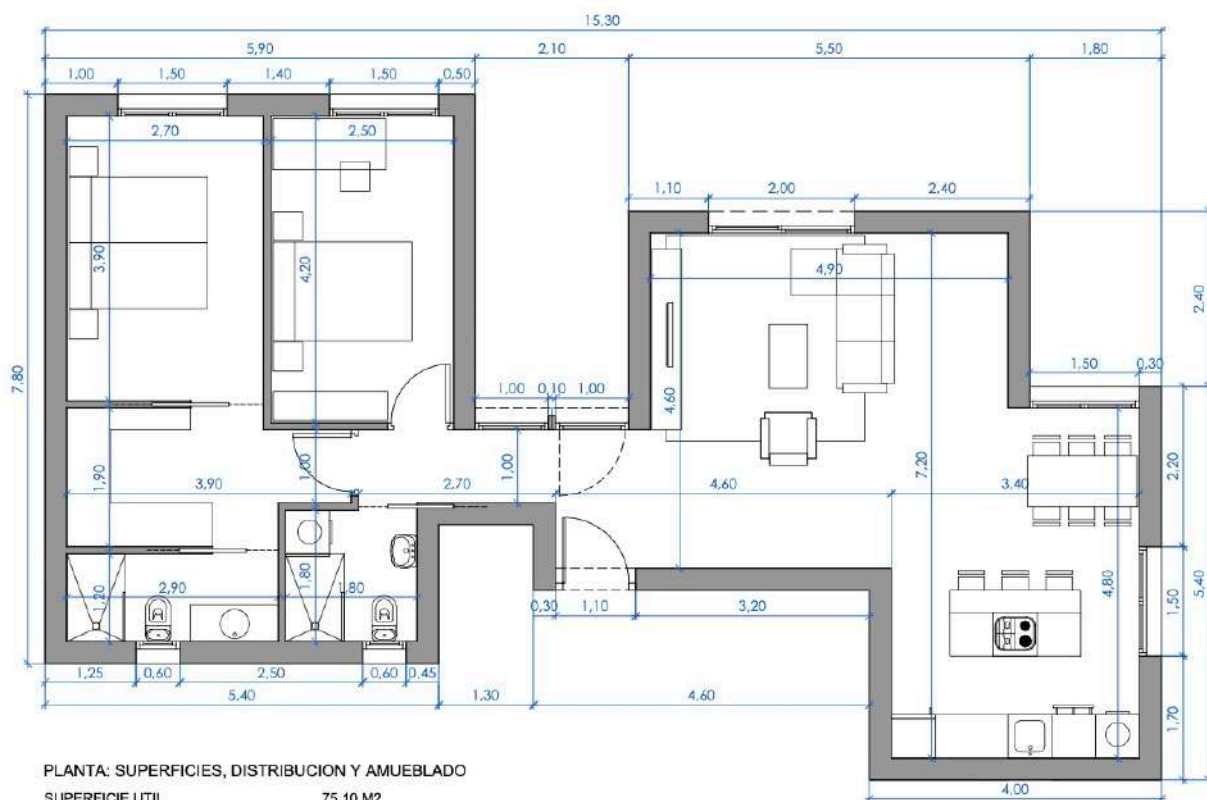 15,30
5,90 2,10 5,50 1,80
1,00 1,50 1,40 1,50 0,50
2,70 2,50
1,10 2,00 2,40
3,90 4,20 4,90
2,40
7,80
1,50 0,30
1,00 0,10 1,00
4,60
1,90 3,90 1,00 2,70 1,00 4,60 7,20 3,40 2,20
1,20 2,90 1,80 1,80
4,80 1,50 5,40
0,30 1,10 3,20
1,25 0,60 2,50 0,60 0,45
5,40 1,30 4,60 1,70
PLANTA: SUPERFICIES, DISTRIBUCION Y AMUEBLADO
SUPERFICIE UTIL 75,10 M2
4,00